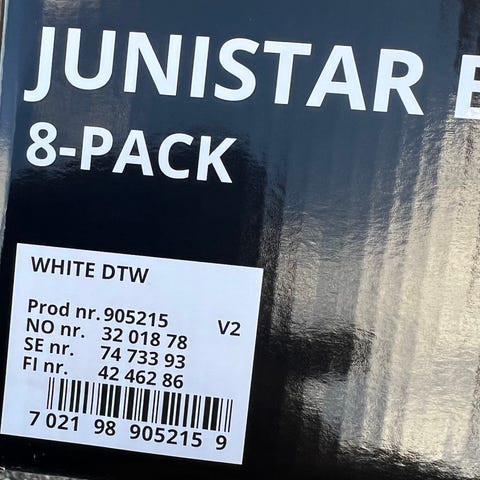 JUNISTAR E
8-PACK
WHITE DTW
Prod nr. 905215 V2
NO nr. 32 018 78
SE nr. 74 733 93
FI nr. 42 462 86
7 021 98 905215 9